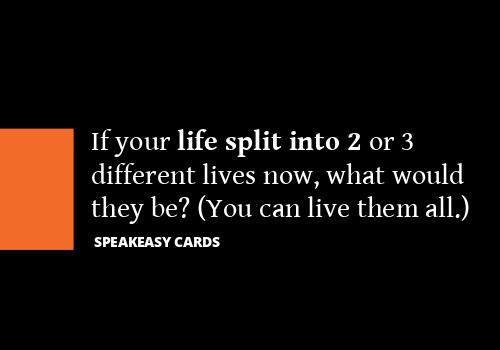 If your life split into 2 or 3
different lives now, what would
they be? (You can live them all.)
SPEAKEASY CARDS